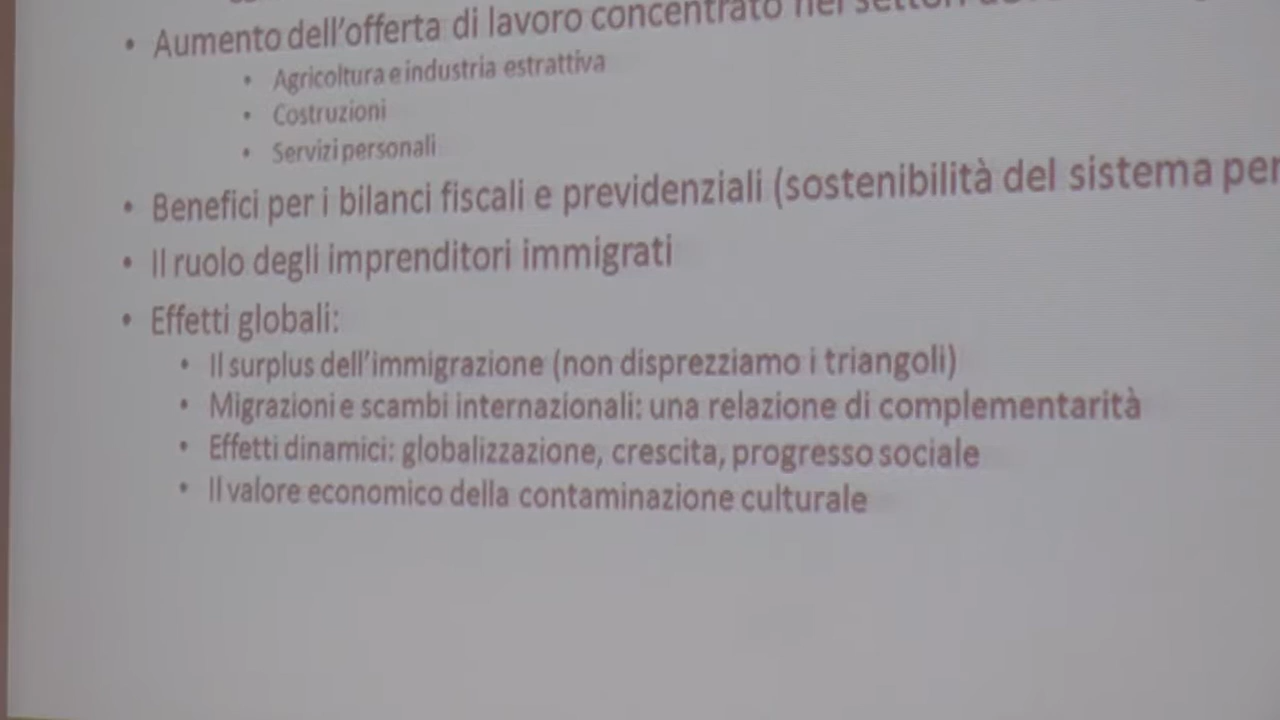 • Aumento dell'offerta di lavoro concentrato nei settori
• Agricoltura e industria estrattiva
• Costruzioni
• Servizi personali
• Benefici per i bilanci fiscali e previdenziali (sostenibilità del sistema
• Il ruolo degli imprenditori immigrati
• Effetti globali:
• Il surplus dell'immigrazione (non disprezziamo i triangoli)
• Migrazioni e scambi internazionali: una relazione di complementarità
• Effetti dinamici: globalizzazione, crescita, progresso sociale
• Il valore economico della contaminazione culturale